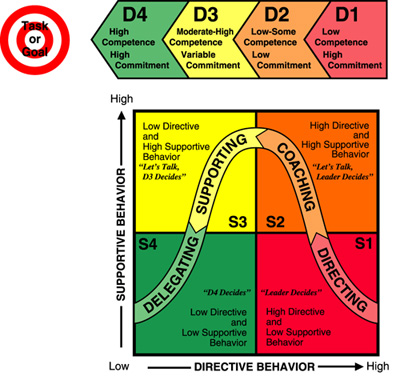 Task
or
Goal
D4
High
Competence
High
Commitment
D3
Moderate-High
Competence
Variable
Commitment
D2
Low-Some
Competence
Low
Commitment
D1
Low
Competence
High
Commitment
High
SUPPORTIVE BEHAVIOR
Low Directive
and
High Supportive
Behavior
"Let's Talk,
D3 Decides"
High Directive
and
High Supportive
Behavior
"Let's Talk,
Leader Decides"
SUPPORTING
COACHING
S3
S2
S4
S1
DELEGATING
DIRECTING
"D4 Decides"
Low Directive
and
Low Supportive
Behavior
"Leader Decides"
High Directive
and
Low Supportive
Behavior
Low
DIRECTIVE BEHAVIOR
High